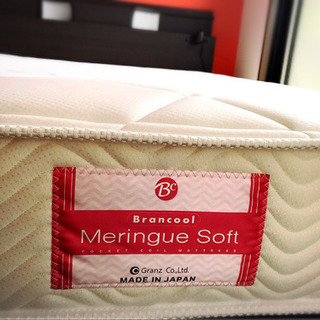 Bc
Brancool
Meringue Soft
POCKET COIL MATTRESS
Granz Co.,Ltd.
MADE IN JAPAN